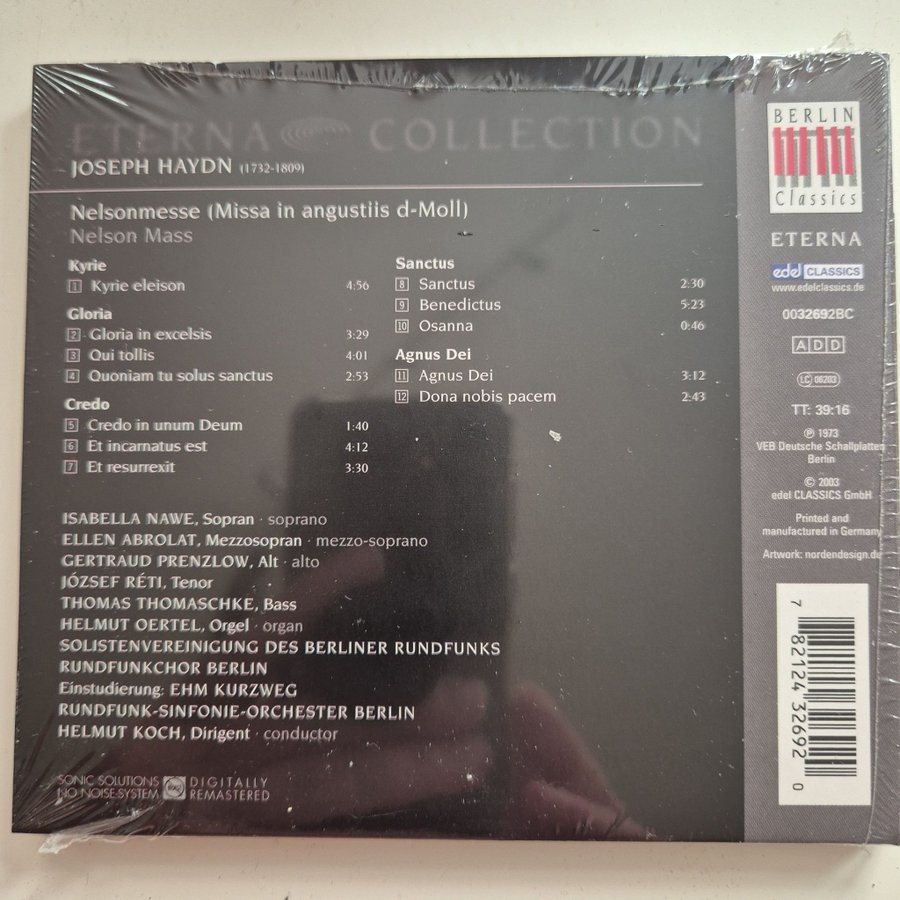 ETERNA COLLECTION
JOSEPH HAYDN (1732-1809)
Nelsonmesse (Missa in angustiis d-Moll)
Nelson Mass
Kyrie
1 Kyrie eleison 4:56
Gloria
2 Gloria in excelsis 3:29
3 Qui tollis 4:01
4 Quoniam tu solus sanctus 2:53
Credo
5 Credo in unum Deum 1:40
6 Et incarnatus est 4:12
7 Et resurrexit 3:30
Sanctus
8 Sanctus 2:30
9 Benedictus 5:23
10 Osanna 0:46
Agnus Dei
11 Agnus Dei 3:12
12 Dona nobis pacem 2:43
ISABELLA NAWE, Sopran · soprano
ELLEN ABROLAT, Mezzosopran · mezzo-soprano
GERTRAUD PRENZLOW, Alt · alto
JÓZSEF RÉTI, Tenor
THOMAS THOMASCHKE, Bass
HELMUT OERTEL, Orgel · organ
SOLISTENVEREINIGUNG DES BERLINER RUNDFUNKS
RUNDFUNKCHOR BERLIN
Einstudierung: EHM KURZWEG
RUNDFUNK-SINFONIE-ORCHESTER BERLIN
HELMUT KOCH, Dirigent · conductor
SONIC SOLUTIONS
NO NOISE SYSTEM
DIGITALLY
REMASTERED
BERLIN
Classics
ETERNA
edel CLASSICS
www.edelclassics.de
0032692BC
ADD
LC 06203
TT: 39:16
℗ 1973
VEB Deutsche Schallplatten
Berlin
© 2003
edel CLASSICS GmbH
Printed and
manufactured in Germany
Artwork: nordendesign.de
7 82124 32692 0